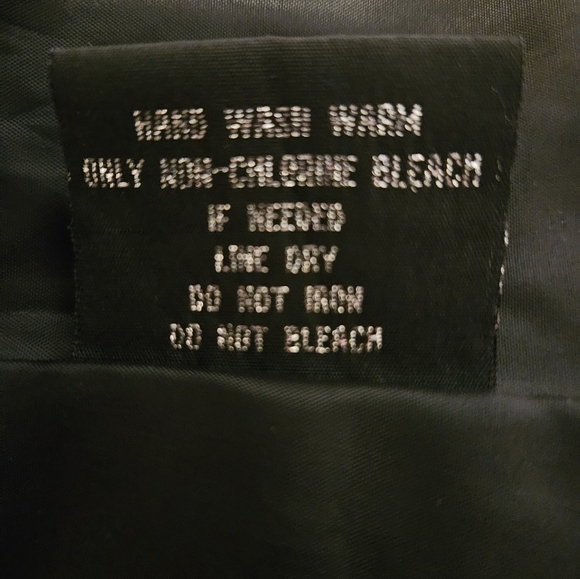 HAND WASH WARM
ONLY NON-CHLORINE BLEACH
IF NEEDED
LINE DRY
DO NOT IRON
DO NOT BLEACH